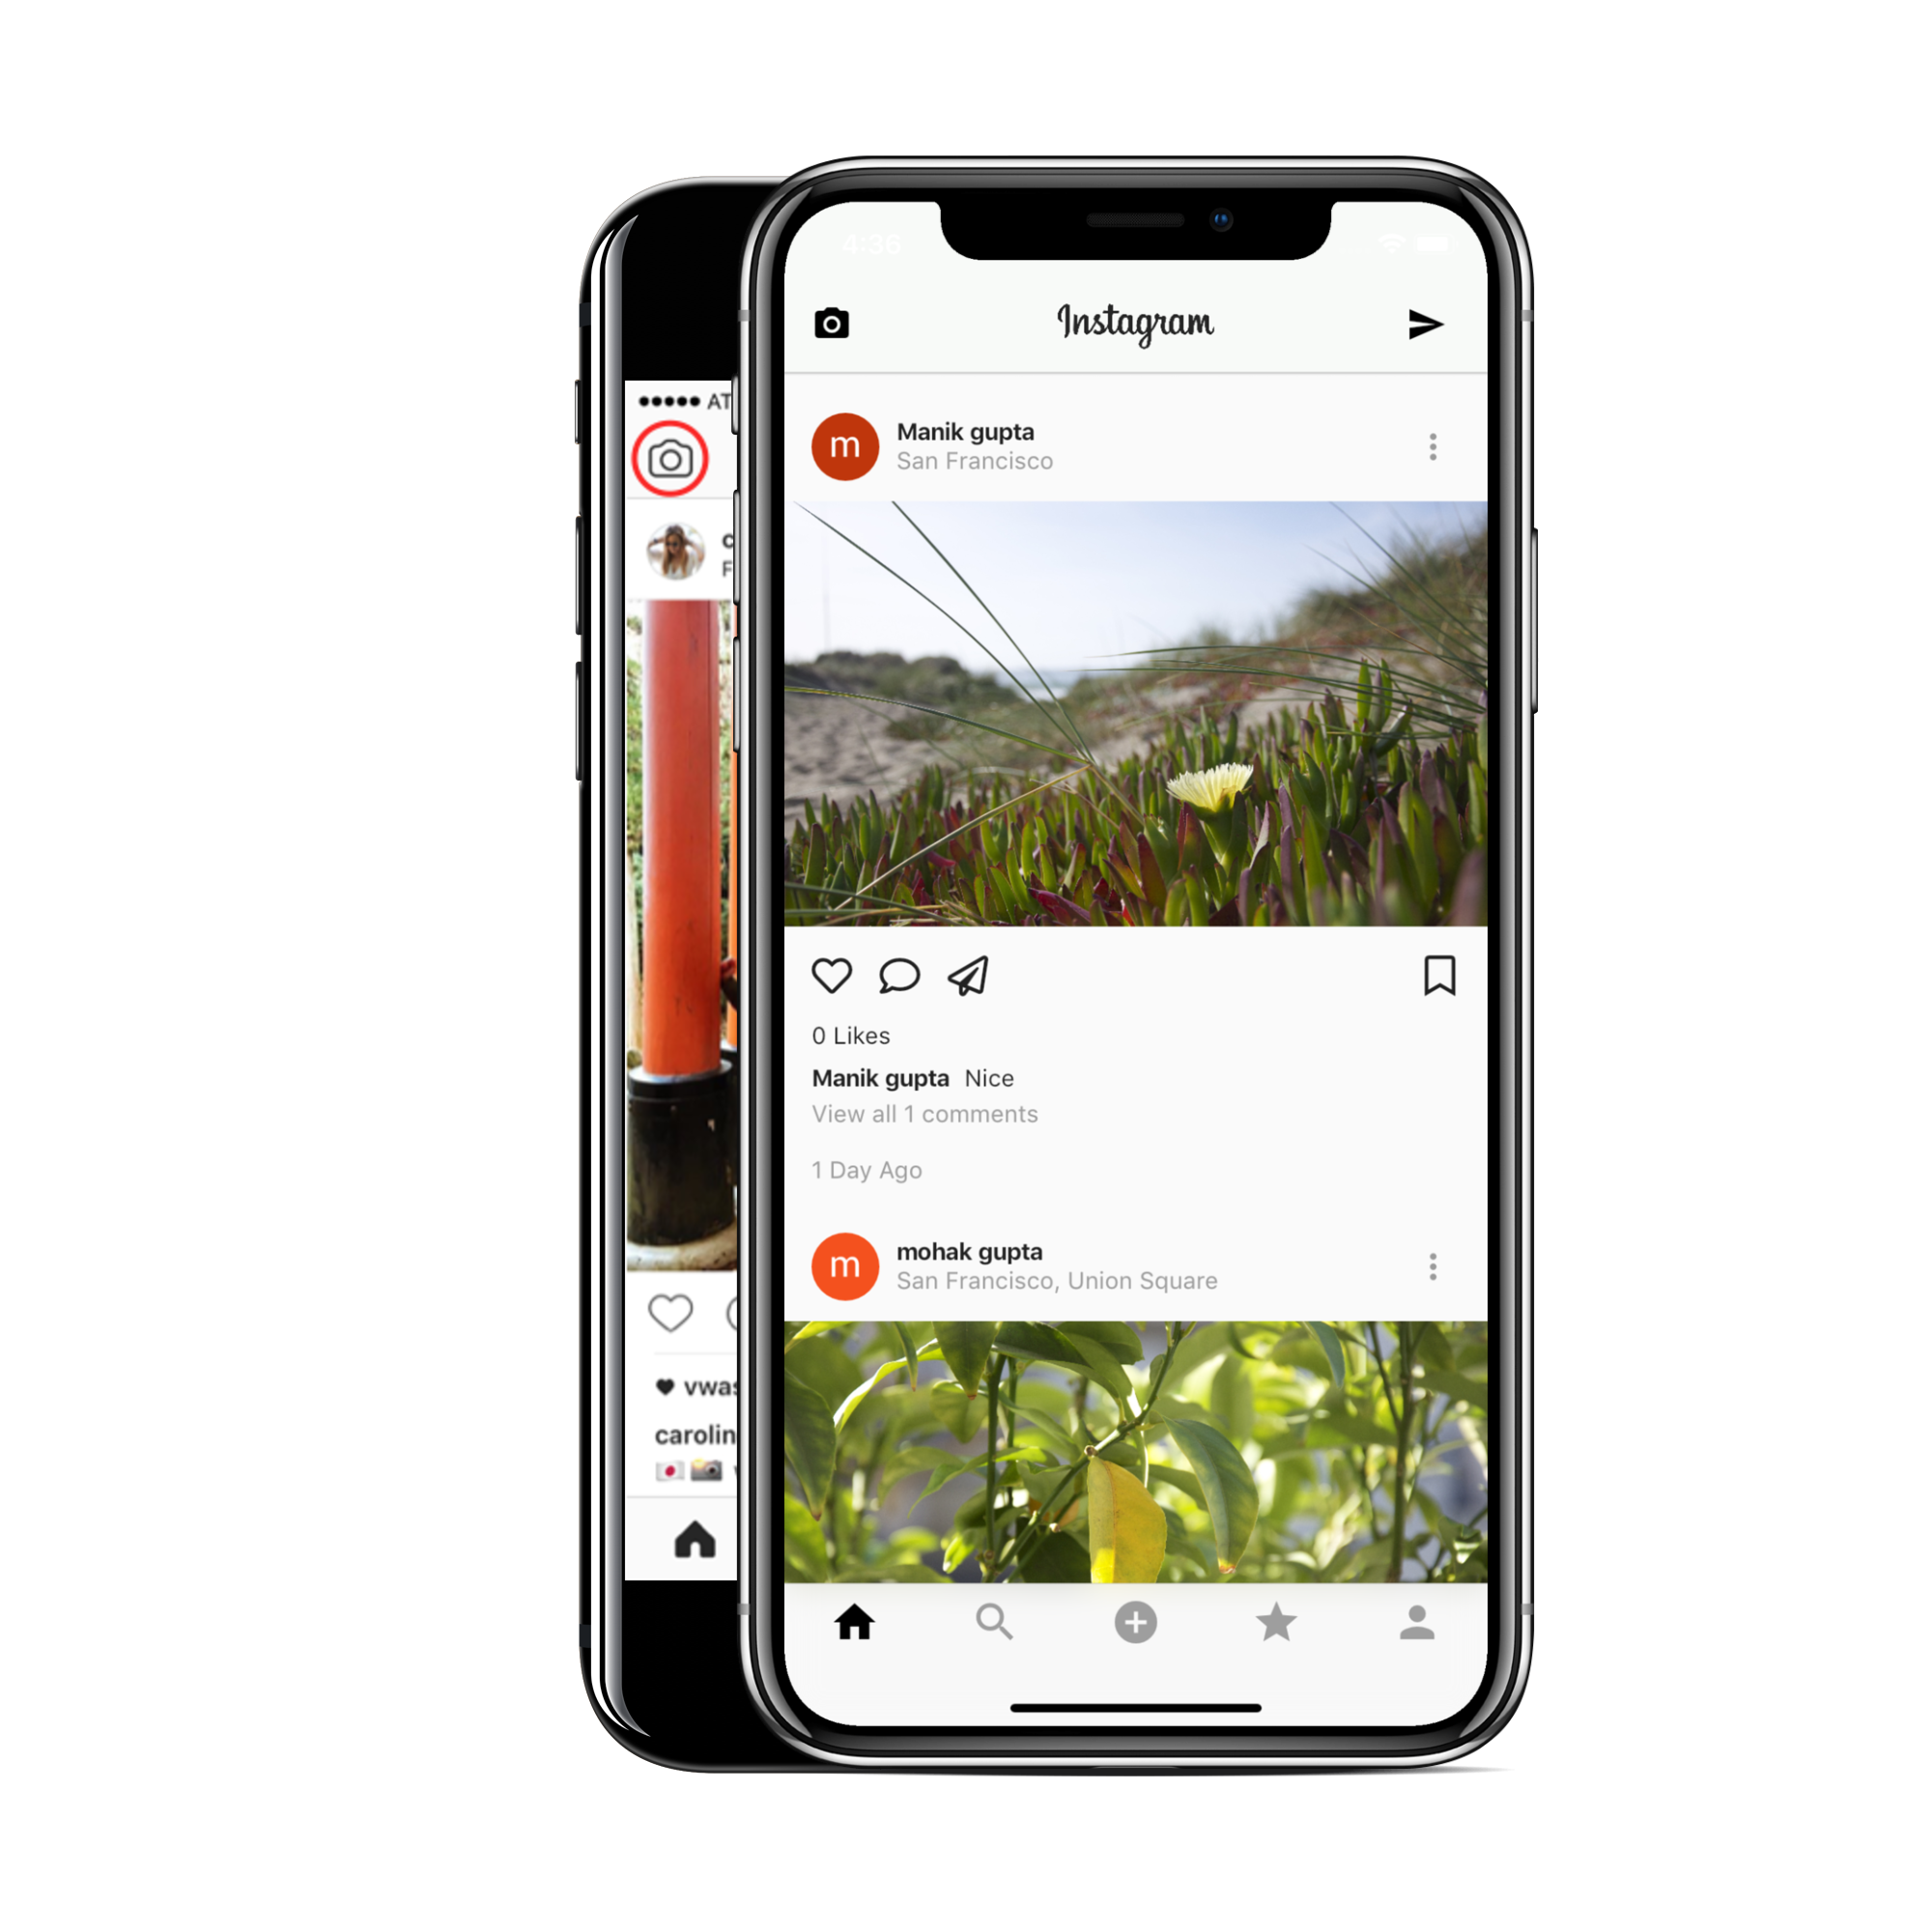 4:36
Instagram
m
Manik gupta
San Francisco
0 Likes
Manik gupta Nice
View all 1 comments
1 Day Ago
m
mohak gupta
San Francisco, Union Square
AT
c
F
vwas
carolin